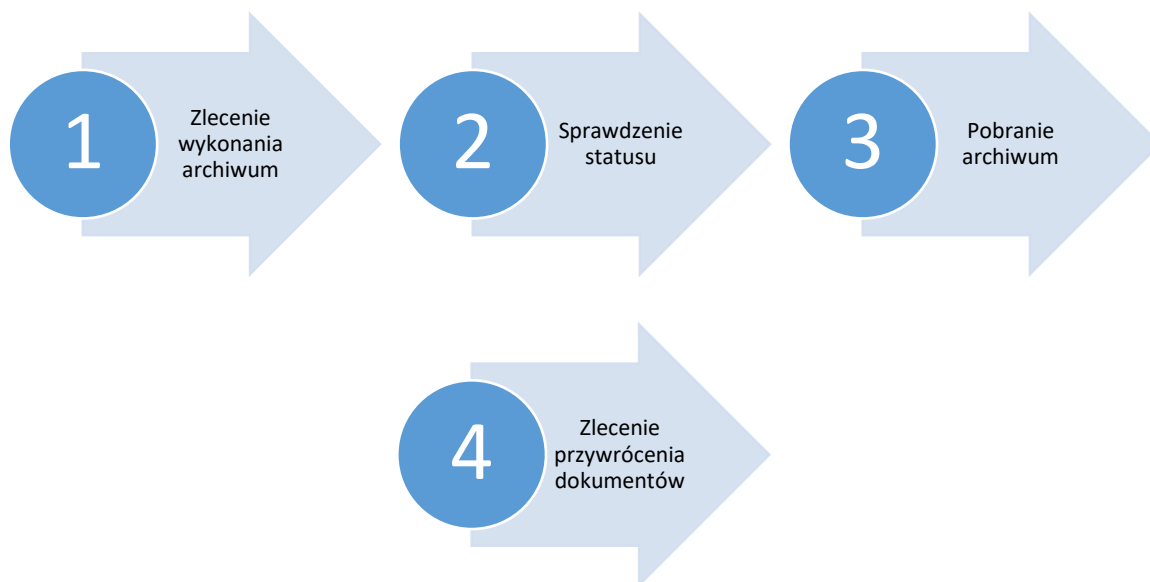 1
Zlecenie
wykonania
archiwum
2
Sprawdzenie
statusu
3
Pobranie
archiwum
4
Zlecenie
przywrócenia
dokumentów